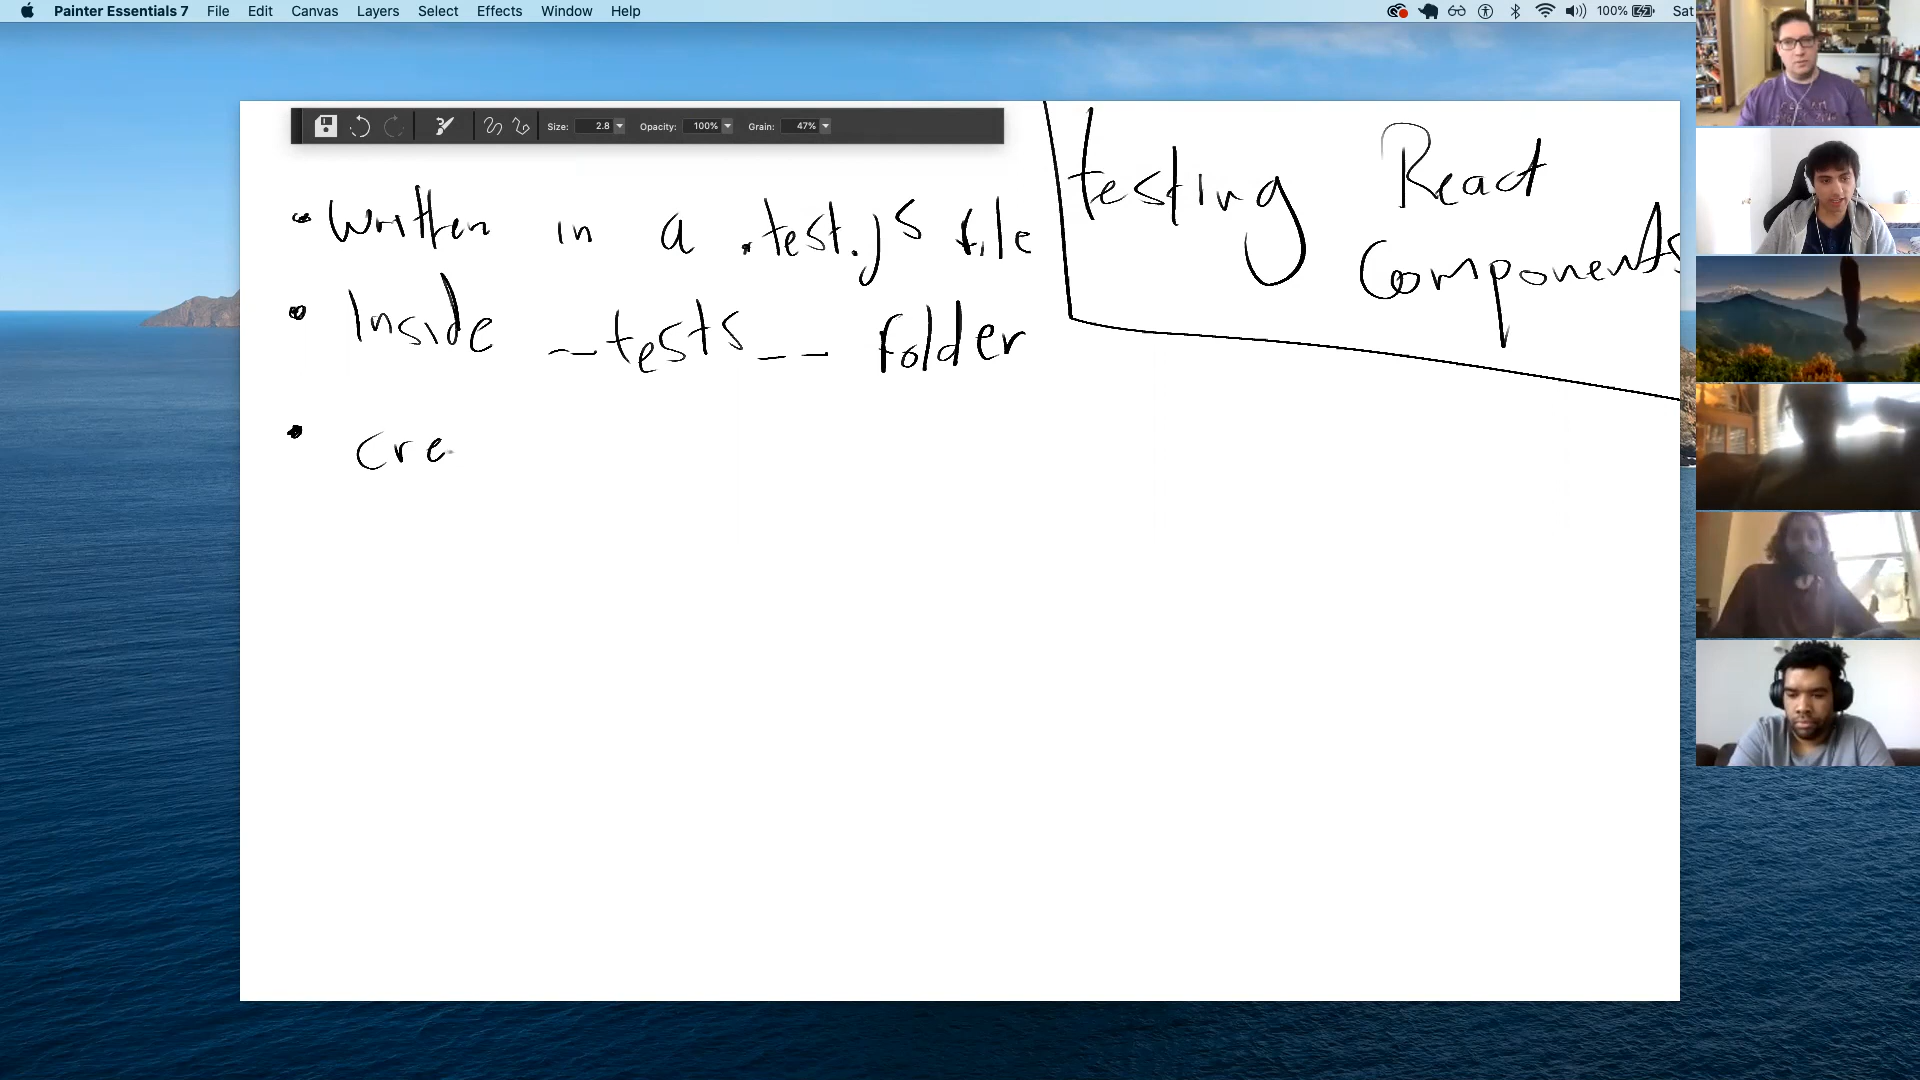 Painter Essentials 7 File Edit Canvas Layers Select Effects Window Help 100% Sat
Size: 2.8 Opacity: 100% Grain: 47%
testing React
Components
• Written in a .test.js file
• Inside __tests__ folder
• cre